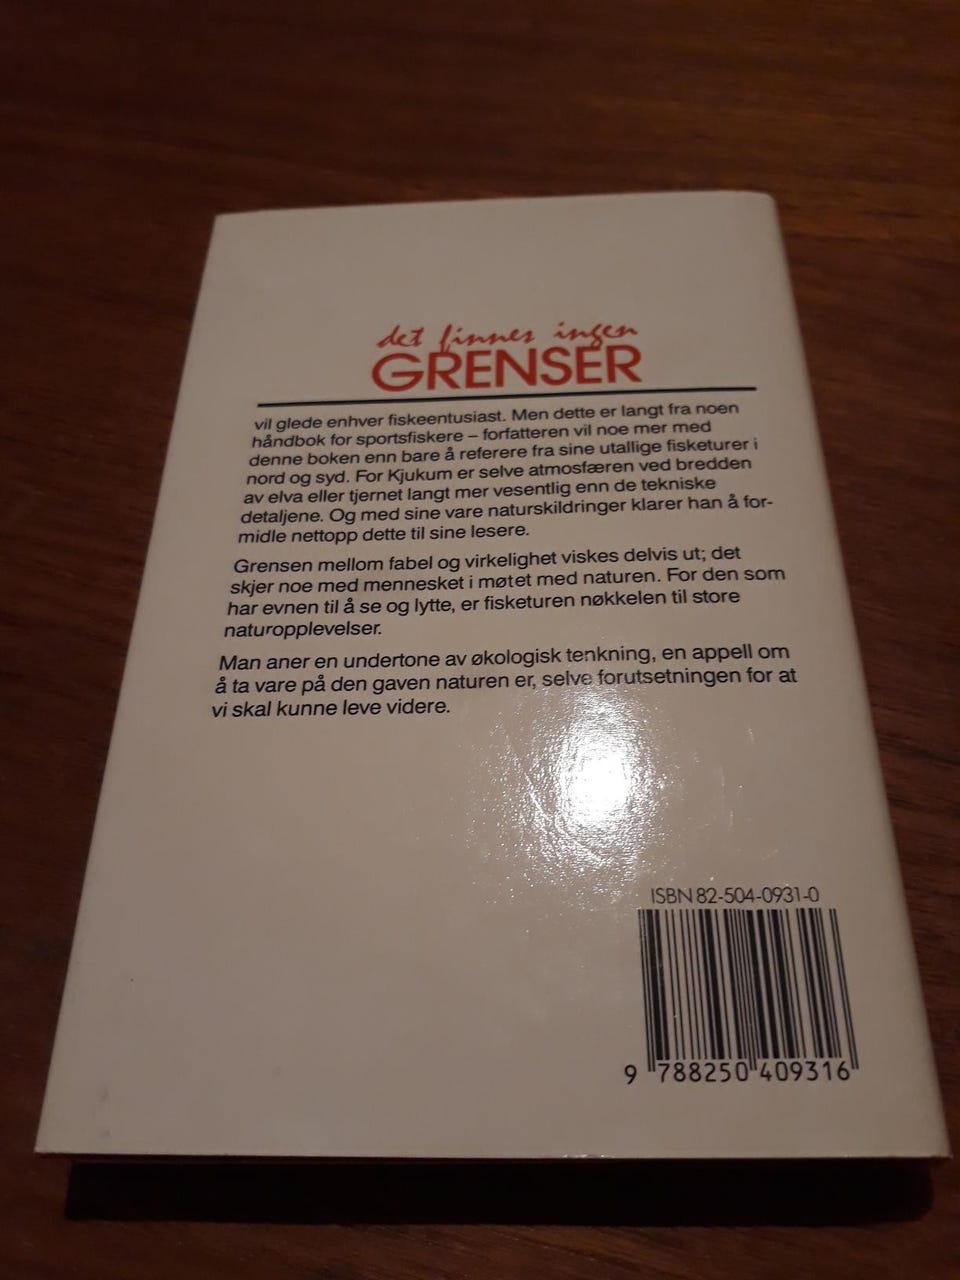 det finnes ingen
GRENSER
vil glede enhver fiskeentusiast. Men dette er langt fra noen
håndbok for sportsfiskere – forfatteren vil noe mer med
denne boken enn bare å referere fra sine utallige fisketurer i
nord og syd. For Kjukum er selve atmosfæren ved bredden
av elva eller tjernet langt mer vesentlig enn de tekniske
detaljene. Og med sine vare naturskildringer klarer han å for-
midle nettopp dette til sine lesere.
Grensen mellom fabel og virkelighet viskes delvis ut; det
skjer noe med mennesket i møtet med naturen. For den som
har evnen til å se og lytte, er fisketuren nøkkelen til store
naturopplevelser.
Man aner en undertone av økologisk tenkning, en appell om
å ta vare på den gaven naturen er, selve forutsetningen for at
vi skal kunne leve videre.
ISBN 82-504-0931-0
9 788250 409316